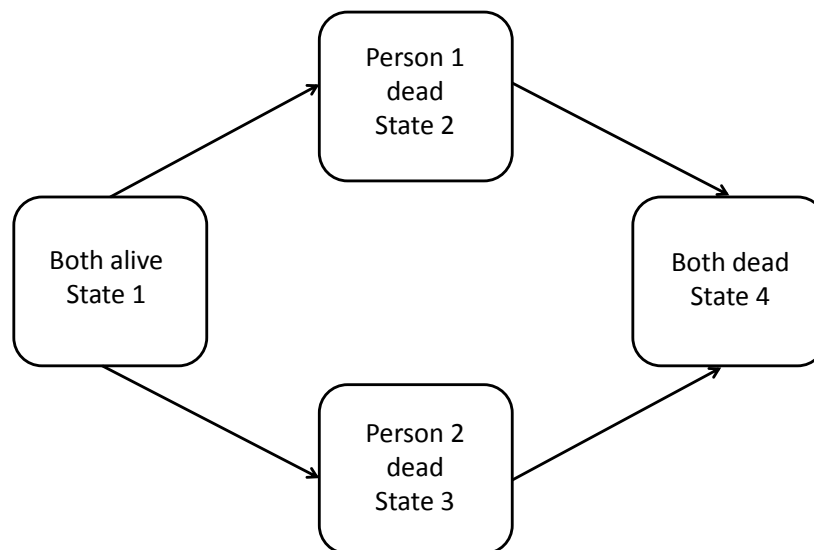 Person 1
dead
State 2
Both alive
State 1
Both dead
State 4
Person 2
dead
State 3